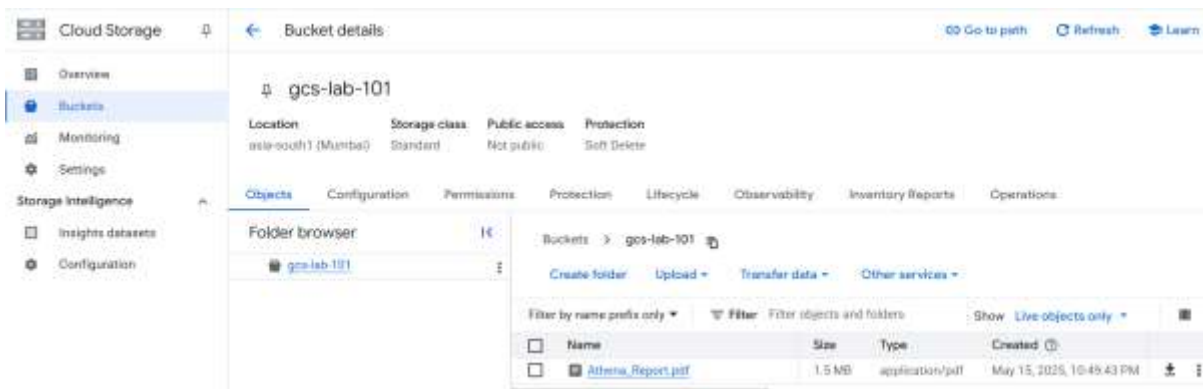 Cloud Storage
Bucket details
Go to path
Refresh
Learn
Overview
Buckets
Monitoring
Settings
Storage Intelligence
Insights datasets
Configuration
gcs-lab-101
Location
asia-south1 (Mumbai)
Storage class
Standard
Public access
Not public
Protection
Soft Delete
Objects
Configuration
Permissions
Protection
Lifecycle
Observability
Inventory Reports
Operations
Folder browser
gcs-lab-101
Buckets > gcs-lab-101
Create folder
Upload
Transfer data
Other services
Filter by name prefix only
Filter
Filter objects and folders
Show
Live objects only
Name
Size
Type
Created
Athena_Report.pdf
1.5 MB
application/pdf
May 15, 2025, 10:49:43 PM